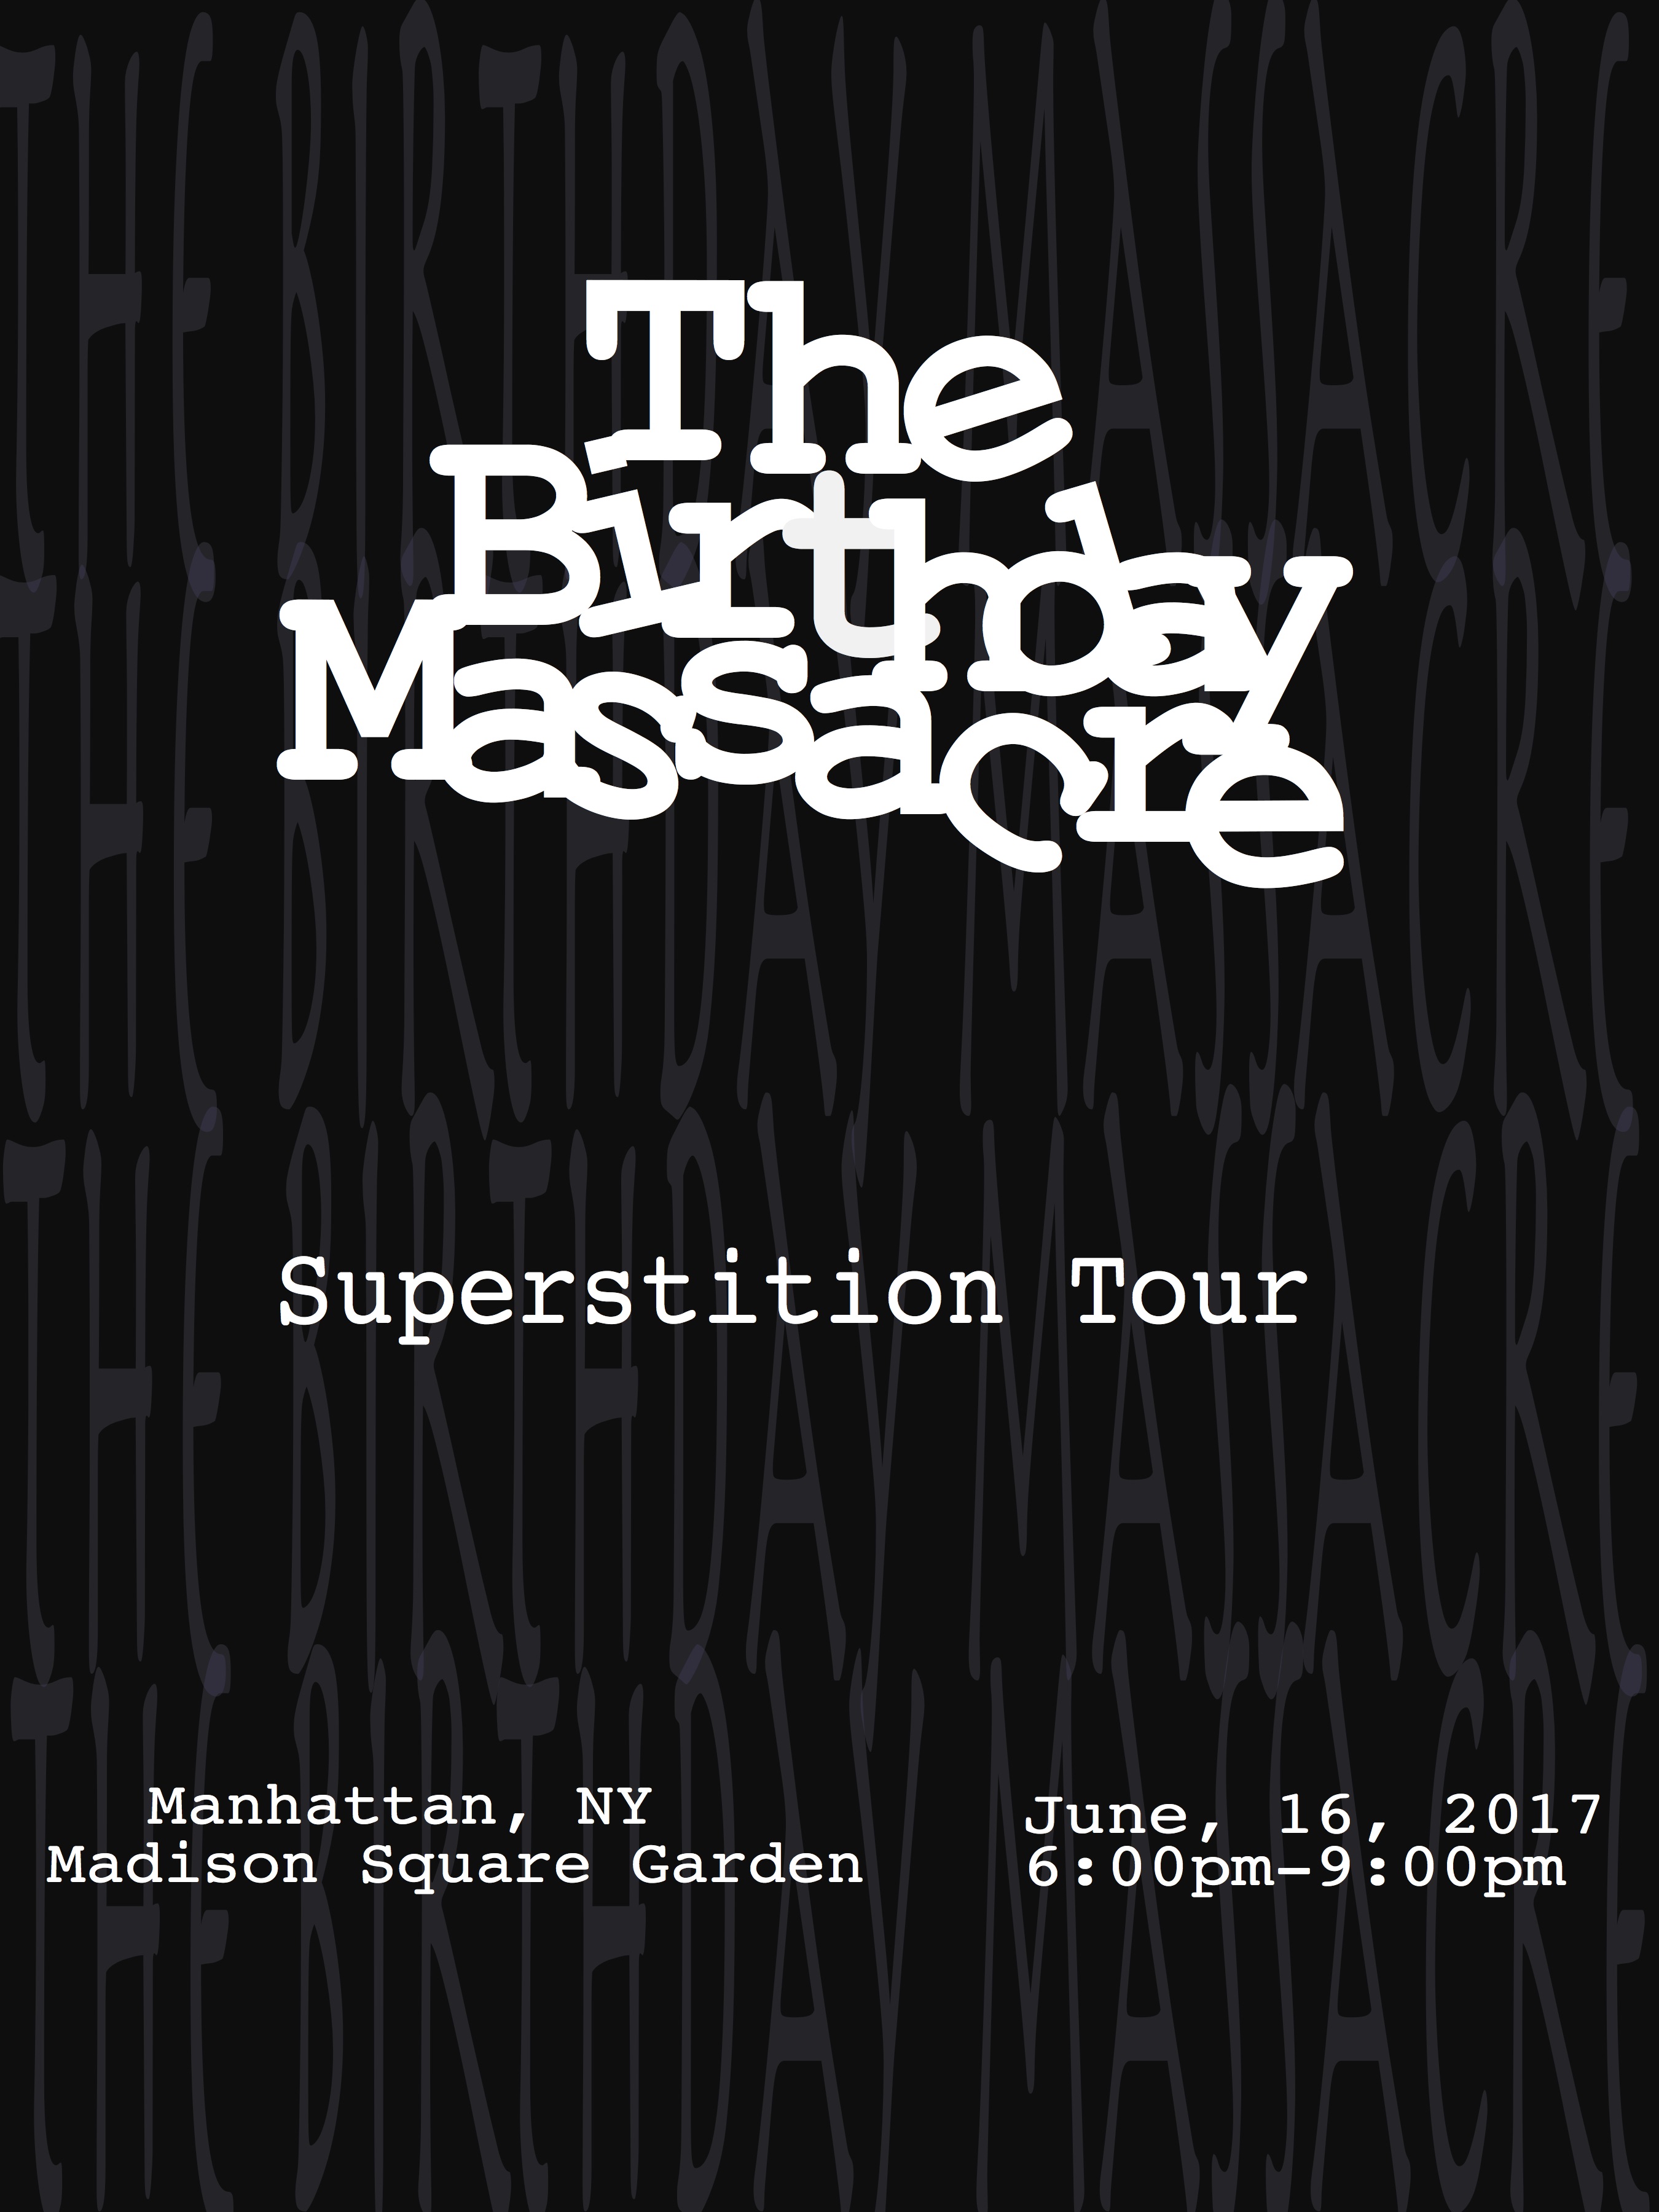 THE BIRTHDAY MASSACRE
The
Birthday
Massacre
THE BIRTHDAY MASSACRE
THE BIRTHDAY MASSACRE
Superstition Tour
THE BIRTHDAY MASSACRE
Manhattan, NY
Madison Square Garden
June, 16, 2017
6:00pm-9:00pm